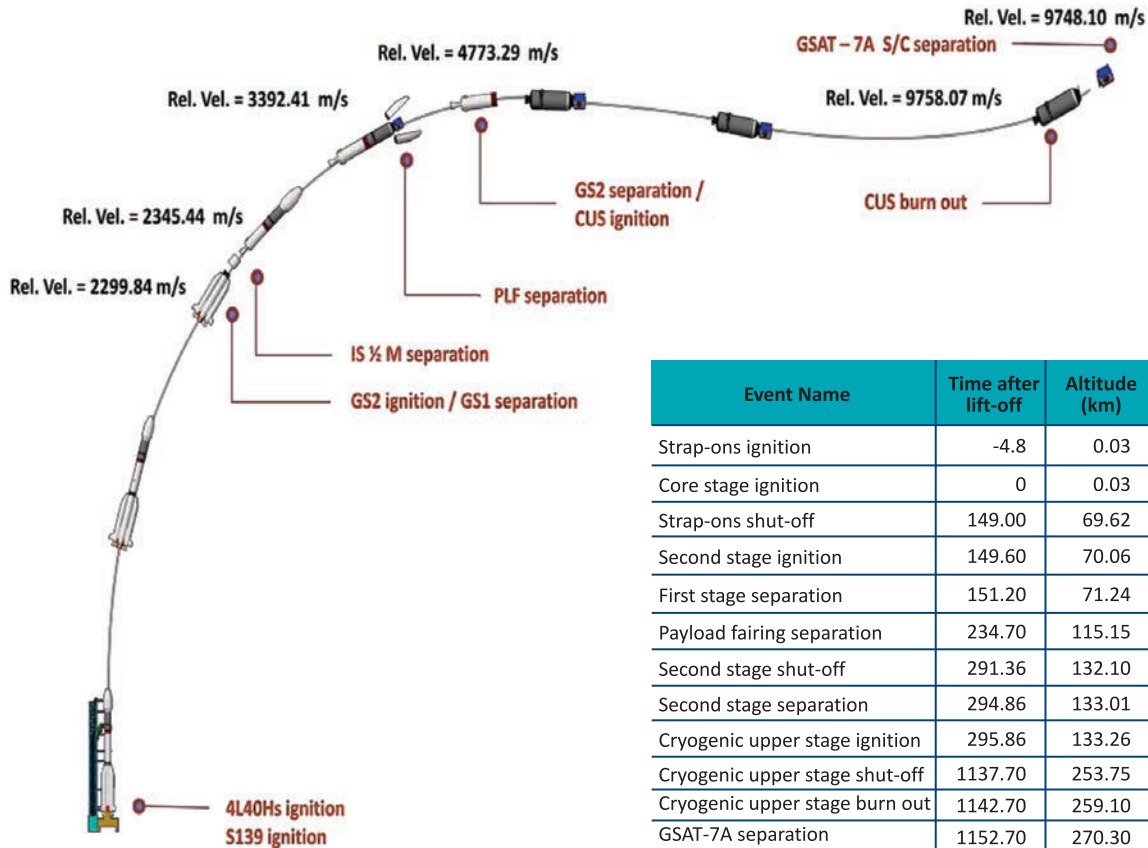 Rel. Vel. = 9748.10 m/s
GSAT – 7A S/C separation
Rel. Vel. = 4773.29 m/s
Rel. Vel. = 3392.41 m/s
Rel. Vel. = 9758.07 m/s
GS2 separation /
CUS ignition
CUS burn out
Rel. Vel. = 2345.44 m/s
Rel. Vel. = 2299.84 m/s
PLF separation
IS ½ M separation
GS2 ignition / GS1 separation
4L40Hs ignition
S139 ignition
Event Name Time after lift-off Altitude (km)
Strap-ons ignition -4.8 0.03
Core stage ignition 0 0.03
Strap-ons shut-off 149.00 69.62
Second stage ignition 149.60 70.06
First stage separation 151.20 71.24
Payload fairing separation 234.70 115.15
Second stage shut-off 291.36 132.10
Second stage separation 294.86 133.01
Cryogenic upper stage ignition 295.86 133.26
Cryogenic upper stage shut-off 1137.70 253.75
Cryogenic upper stage burn out 1142.70 259.10
GSAT-7A separation 1152.70 270.30